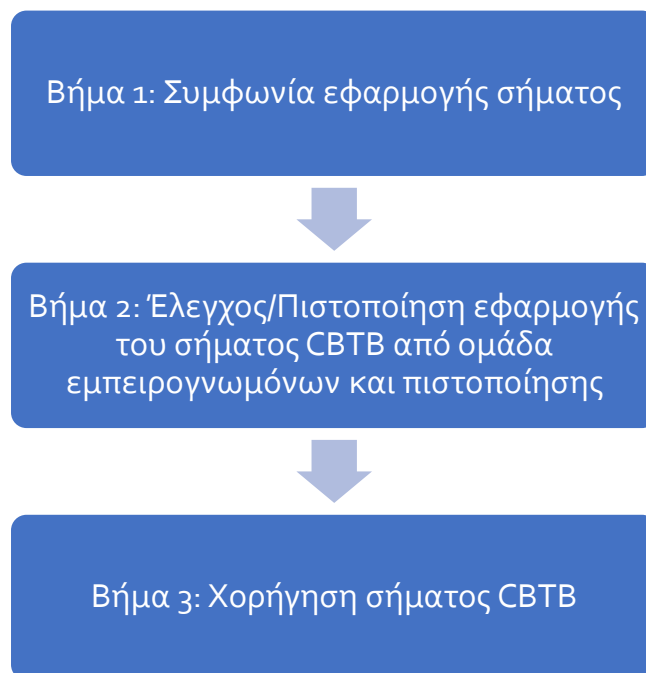 Βήμα 1: Συμφωνία εφαρμογής σήματος
Βήμα 2: Έλεγχος/Πιστοποίηση εφαρμογής
του σήματος CBTB από ομάδα
εμπειρογνωμόνων και πιστοποίησης
Βήμα 3: Χορήγηση σήματος CBTB